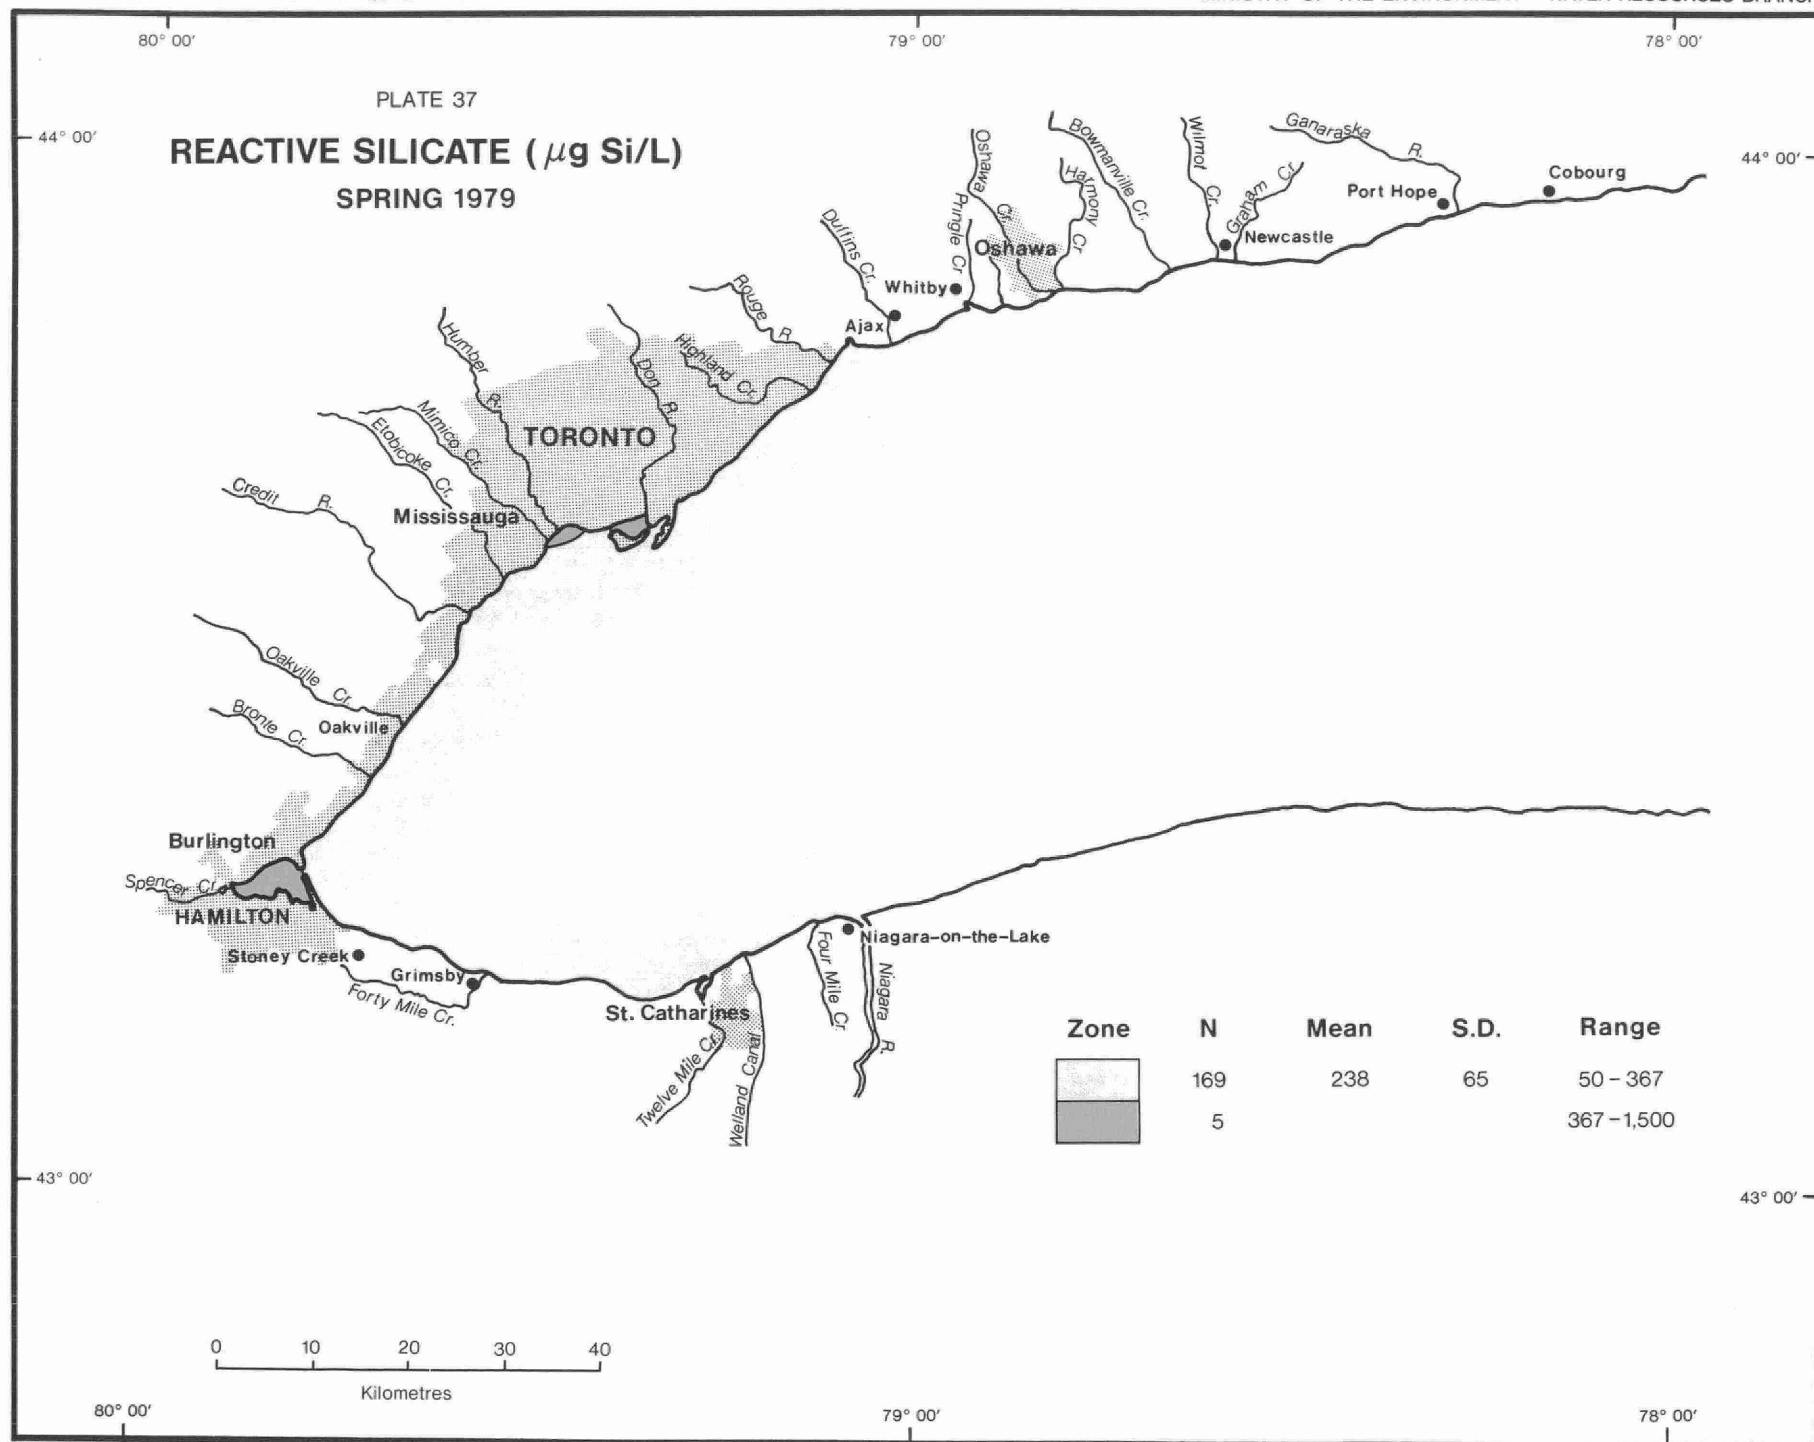 80° 00′
79° 00′
78° 00′
PLATE 37
REACTIVE SILICATE (μg Si/L)
SPRING 1979
44° 00′
44° 00′
Ganaraska R.
Cobourg
Port Hope
Wilmot Cr.
Graham Cr.
Newcastle
Bowmanville Cr.
Harmony Cr.
Oshawa Cr.
Oshawa
Pringle Cr
Whitby
Duffins Cr.
Ajax
Rouge R.
Highland Cr.
Don R.
Humber R.
TORONTO
Mimico Cr.
Etobicoke Cr.
Mississauga
Credit R.
Oakville Cr.
Oakville
Bronte Cr.
Burlington
Spencer Cr.
HAMILTON
Stoney Creek
Grimsby
Forty Mile Cr.
St. Catharines
Twelve Mile Cr.
Welland Canal
Four Mile Cr.
Niagara-on-the-Lake
Niagara R.
Zone N Mean S.D. Range
169 238 65 50 – 367
5 367 – 1,500
43° 00′
43° 00′
0 10 20 30 40
Kilometres
80° 00′
79° 00′
78° 00′